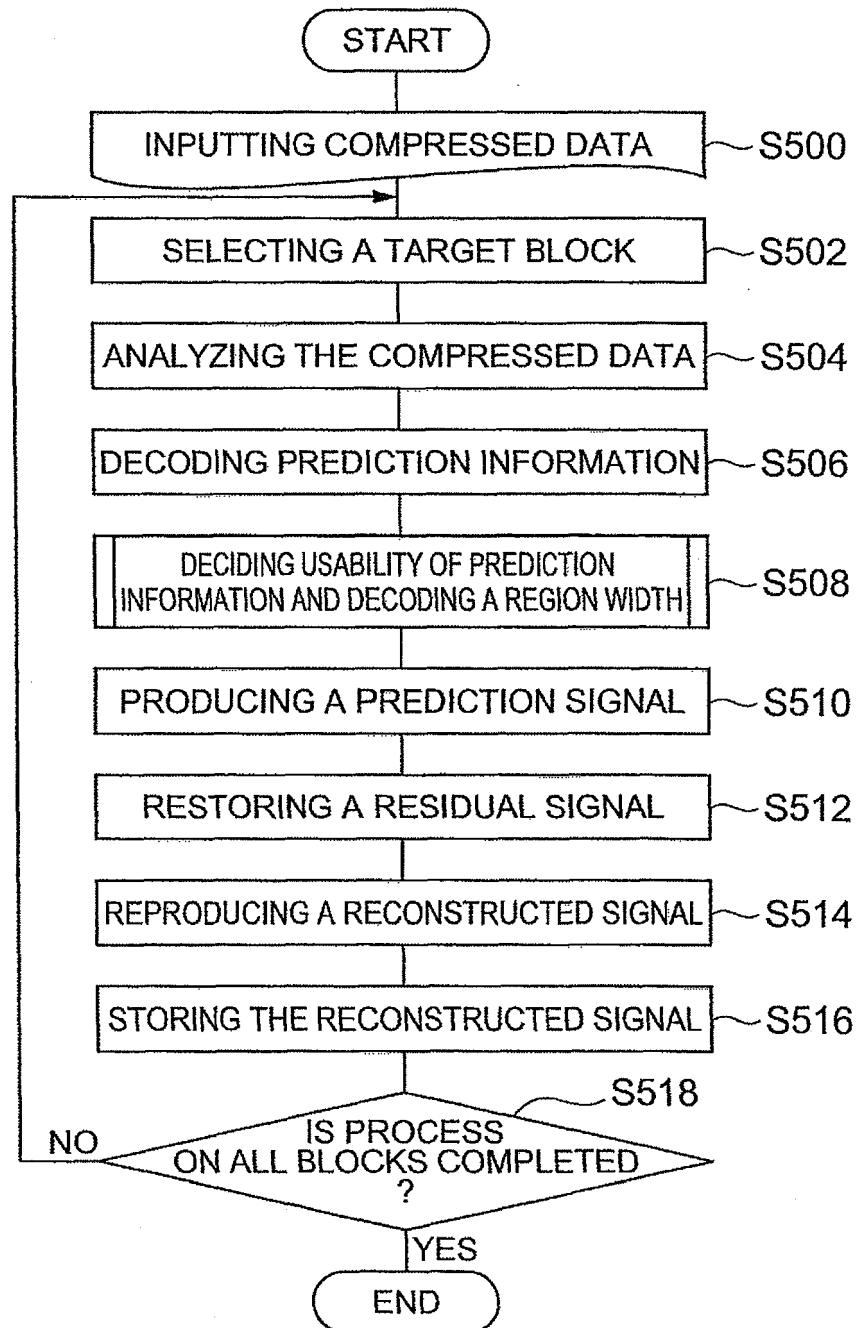 START
INPUTTING COMPRESSED DATA
S500
SELECTING A TARGET BLOCK
S502
ANALYZING THE COMPRESSED DATA
S504
DECODING PREDICTION INFORMATION
S506
DECIDING USABILITY OF PREDICTION
INFORMATION AND DECODING A REGION WIDTH
S508
PRODUCING A PREDICTION SIGNAL
S510
RESTORING A RESIDUAL SIGNAL
S512
REPRODUCING A RECONSTRUCTED SIGNAL
S514
STORING THE RECONSTRUCTED SIGNAL
S516
S518
NO
IS PROCESS
ON ALL BLOCKS COMPLETED
?
YES
END